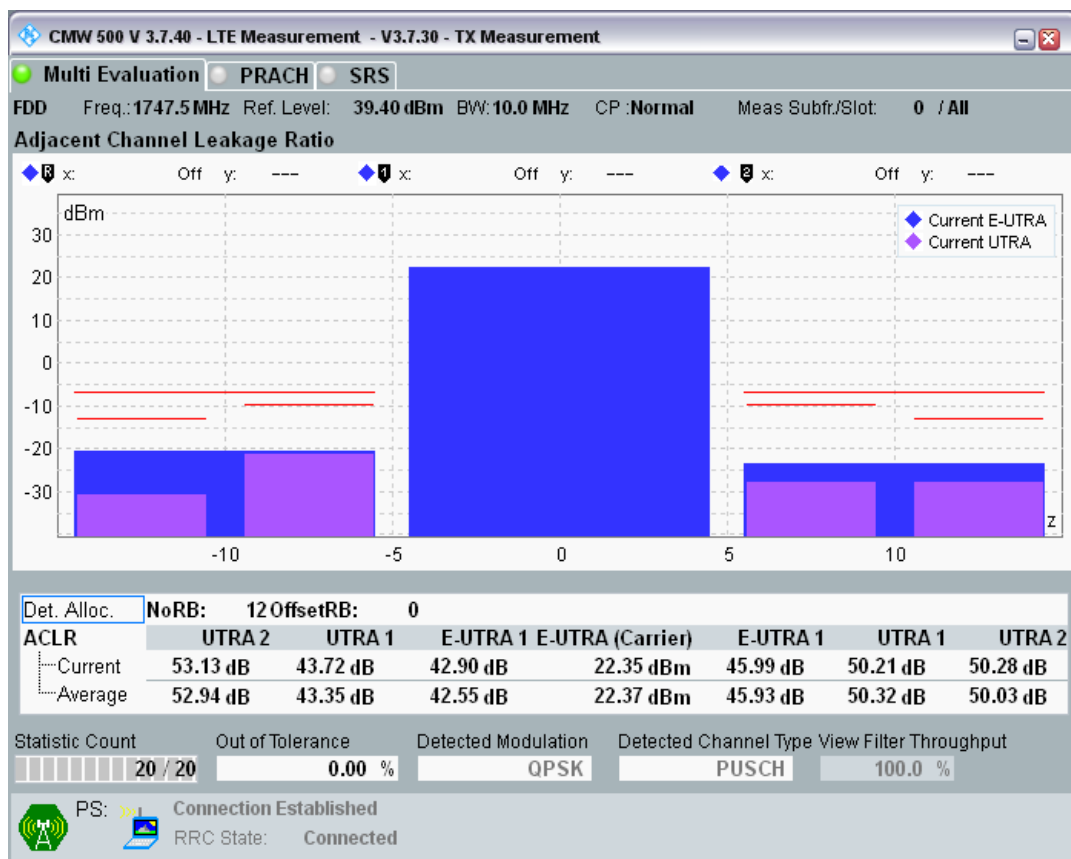 CMW 500 V 3.7.40 - LTE Measurement - V3.7.30 - TX Measurement
Multi Evaluation PRACH SRS
FDD Freq.: 1747.5 MHz Ref. Level: 39.40 dBm BW: 10.0 MHz CP :Normal Meas Subfr./Slot: 0 / All
Adjacent Channel Leakage Ratio
R x: Off y: --- 1 x: Off y: --- 2 x: Off y: ---
dBm
Current E-UTRA
Current UTRA
30
20
10
0
-10
-20
-30
z
-10 -5 0 5 10
Det. Alloc. NoRB: 12 OffsetRB: 0
ACLR UTRA 2 UTRA 1 E-UTRA 1 E-UTRA (Carrier) E-UTRA 1 UTRA 1 UTRA 2
Current 53.13 dB 43.72 dB 42.90 dB 22.35 dBm 45.99 dB 50.21 dB 50.28 dB
Average 52.94 dB 43.35 dB 42.55 dB 22.37 dBm 45.93 dB 50.32 dB 50.03 dB
Statistic Count Out of Tolerance Detected Modulation Detected Channel Type View Filter Throughput
20 / 20 0.00 % QPSK PUSCH 100.0 %
PS: Connection Established
RRC State: Connected